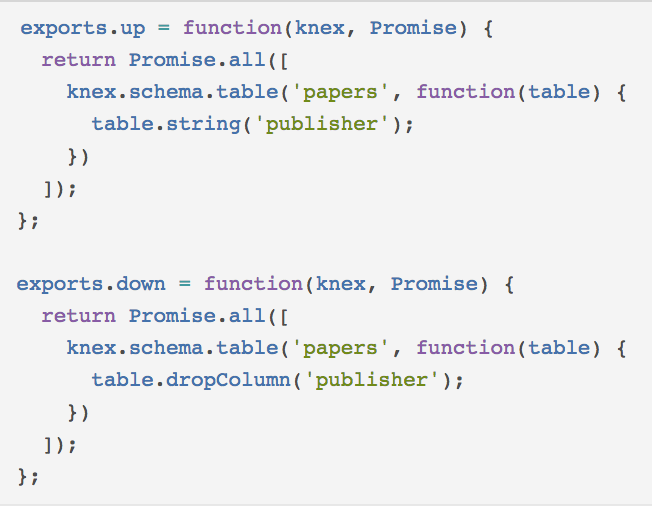 exports.up = function(knex, Promise) {
  return Promise.all([
    knex.schema.table('papers', function(table) {
      table.string('publisher');
    })
  ]);
};

exports.down = function(knex, Promise) {
  return Promise.all([
    knex.schema.table('papers', function(table) {
      table.dropColumn('publisher');
    })
  ]);
};